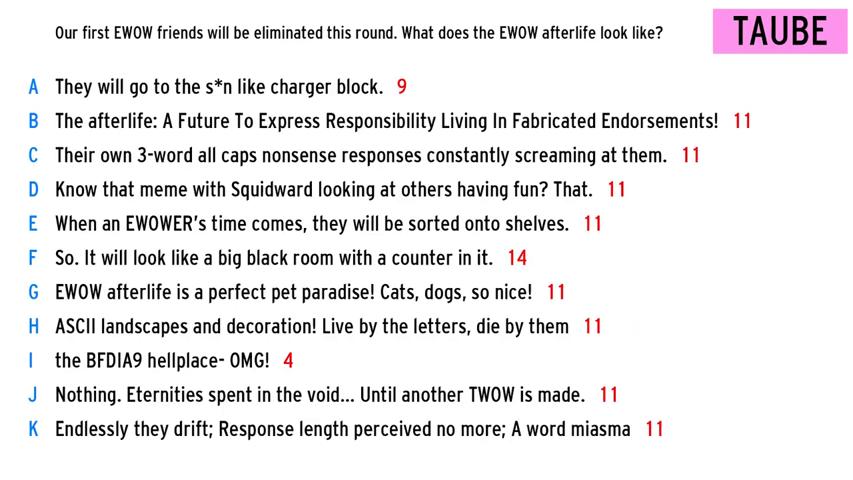 Our first EWOW friends will be eliminated this round. What does the EWOW afterlife look like?
TAUBE
A They will go to the s*n like charger block. 9
B The afterlife: A Future To Express Responsibility Living In Fabricated Endorsements! 11
C Their own 3-word all caps nonsense responses constantly screaming at them. 11
D Know that meme with Squidward looking at others having fun? That. 11
E When an EWOWER's time comes, they will be sorted onto shelves. 11
F So. It will look like a big black room with a counter in it. 14
G EWOW afterlife is a perfect pet paradise! Cats, dogs, so nice! 11
H ASCII landscapes and decoration! Live by the letters, die by them 11
I the BFDIA9 hellplace- OMG! 4
J Nothing. Eternities spent in the void... Until another TWOW is made. 11
K Endlessly they drift; Response length perceived no more; A word miasma 11